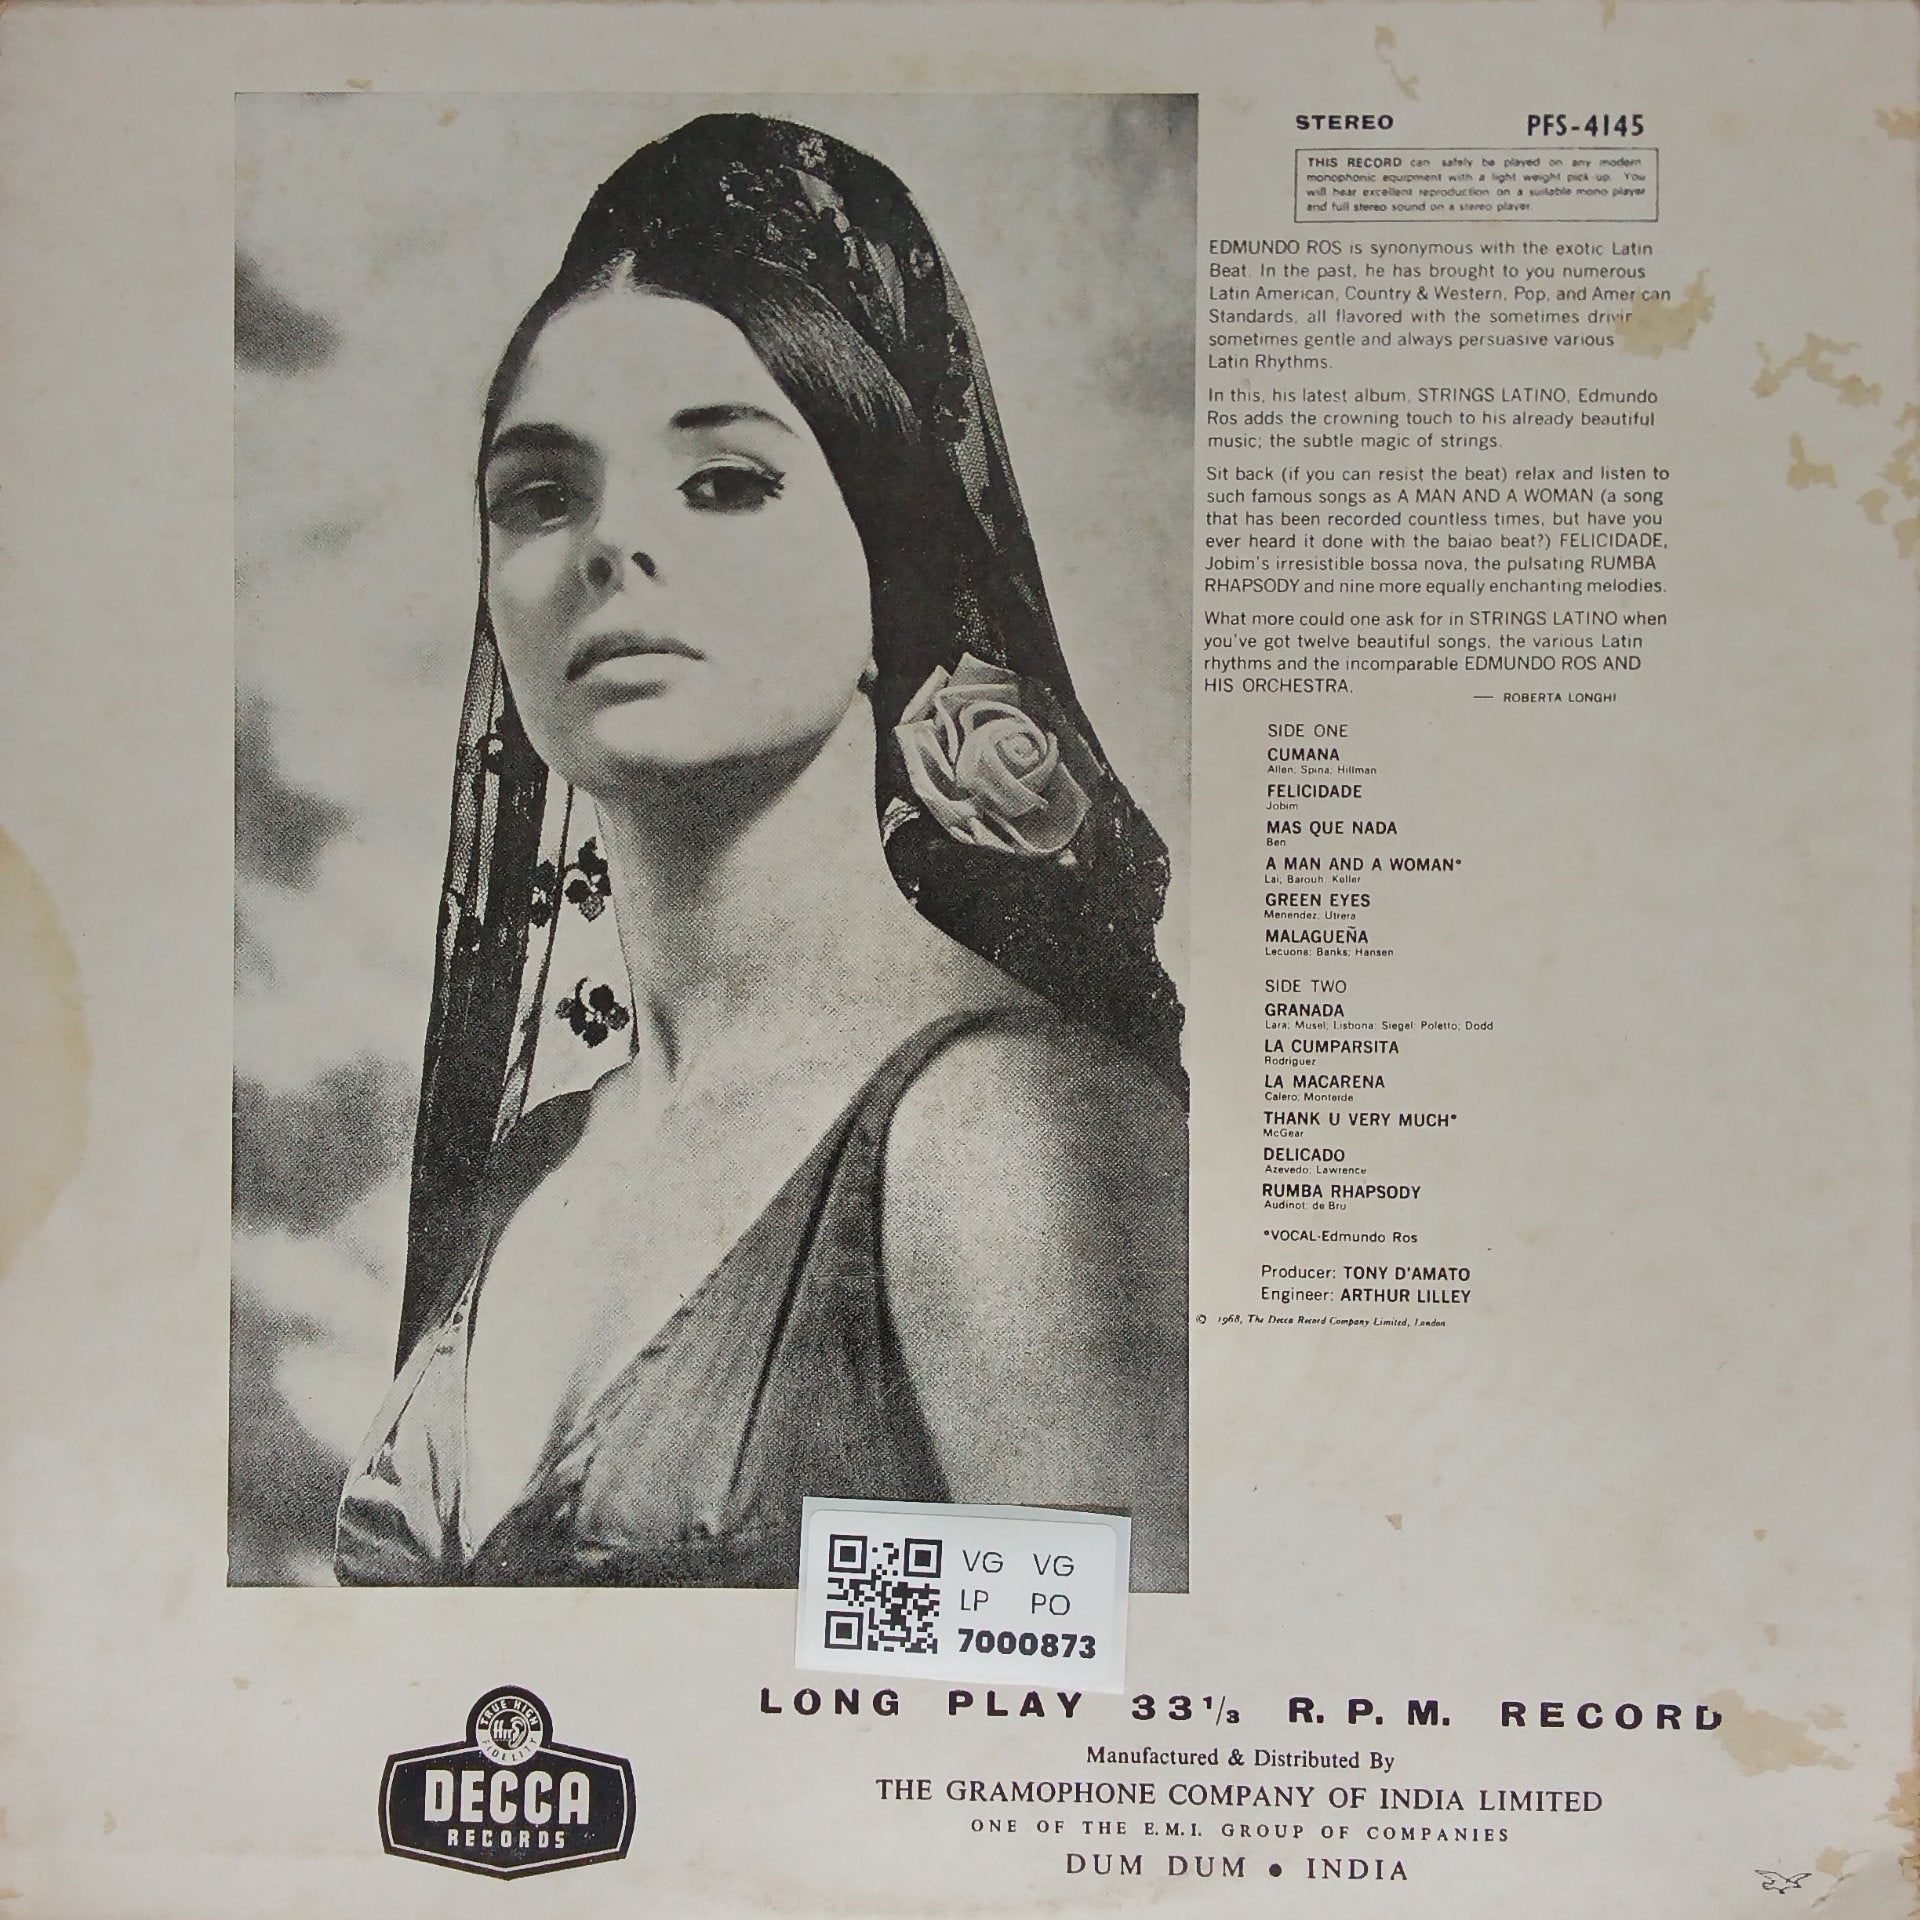 STEREO PFS-4145
THIS RECORD can safely be played on any modern
monophonic equipment with a light weight pick-up. You
will hear excellent reproduction on a suitable mono player
and full stereo sound on a stereo player.
EDMUNDO ROS is synonymous with the exotic Latin
Beat. In the past, he has brought to you numerous
Latin American, Country & Western, Pop, and American
Standards, all flavored with the sometimes
sometimes gentle and always persuasive various
Latin Rhythms.
In this, his latest album, STRINGS LATINO, Edmundo
Ros adds the crowning touch to his already beautiful
music; the subtle magic of strings.
Sit back (if you can resist the beat) relax and listen to
such famous songs as A MAN AND A WOMAN (a song
that has been recorded countless times, but have you
ever heard it done with the baiao beat?) FELICIDADE,
Jobim's irresistible bossa nova, the pulsating RUMBA
RHAPSODY and nine more equally enchanting melodies.
What more could one ask for in STRINGS LATINO when
you've got twelve beautiful songs, the various Latin
rhythms and the incomparable EDMUNDO ROS AND
HIS ORCHESTRA.
— ROBERTA LONGHI
SIDE ONE
CUMANA
Allen; Spina; Hillman
FELICIDADE
Jobim
MAS QUE NADA
Ben
A MAN AND A WOMAN*
Lai; Barouh; Keller
GREEN EYES
Menendez; Utrera
MALAGUEÑA
Lecuona; Banks; Hansen
SIDE TWO
GRANADA
Lara; Musel; Lisbona; Siegel; Poletto; Dodd
LA CUMPARSITA
Rodriguez
LA MACARENA
Calero; Monterde
THANK U VERY MUCH*
McGear
DELICADO
Azevedo; Lawrence
RUMBA RHAPSODY
Audinot; de Bru
*VOCAL-Edmundo Ros
Producer: TONY D'AMATO
Engineer: ARTHUR LILLEY
© 1968, The Decca Record Company Limited, London
VG VG
LP PO
7000873
LONG PLAY 33 1/3 R.P.M. RECORD
Manufactured & Distributed By
THE GRAMOPHONE COMPANY OF INDIA LIMITED
ONE OF THE E.M.I. GROUP OF COMPANIES
DUM DUM ● INDIA
TRUE HIGH FIDELITY
DECCA
RECORDS